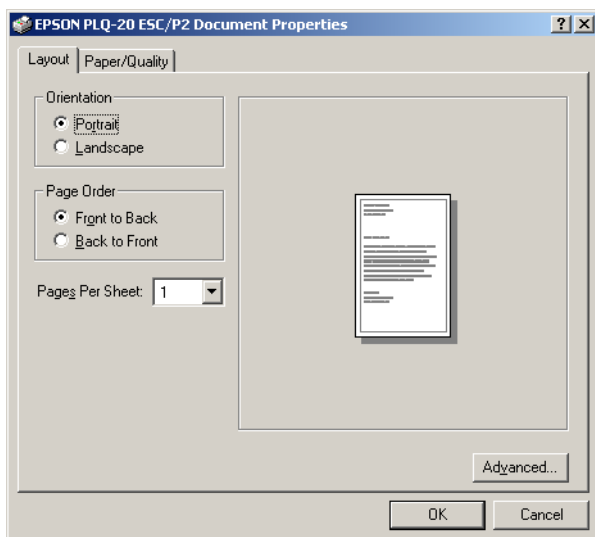 EPSON PLQ-20 ESC/P2 Document Properties
Layout
Paper/Quality
Orientation
Portrait
Landscape
Page Order
Front to Back
Back to Front
Pages Per Sheet: 1
Advanced...
OK
Cancel